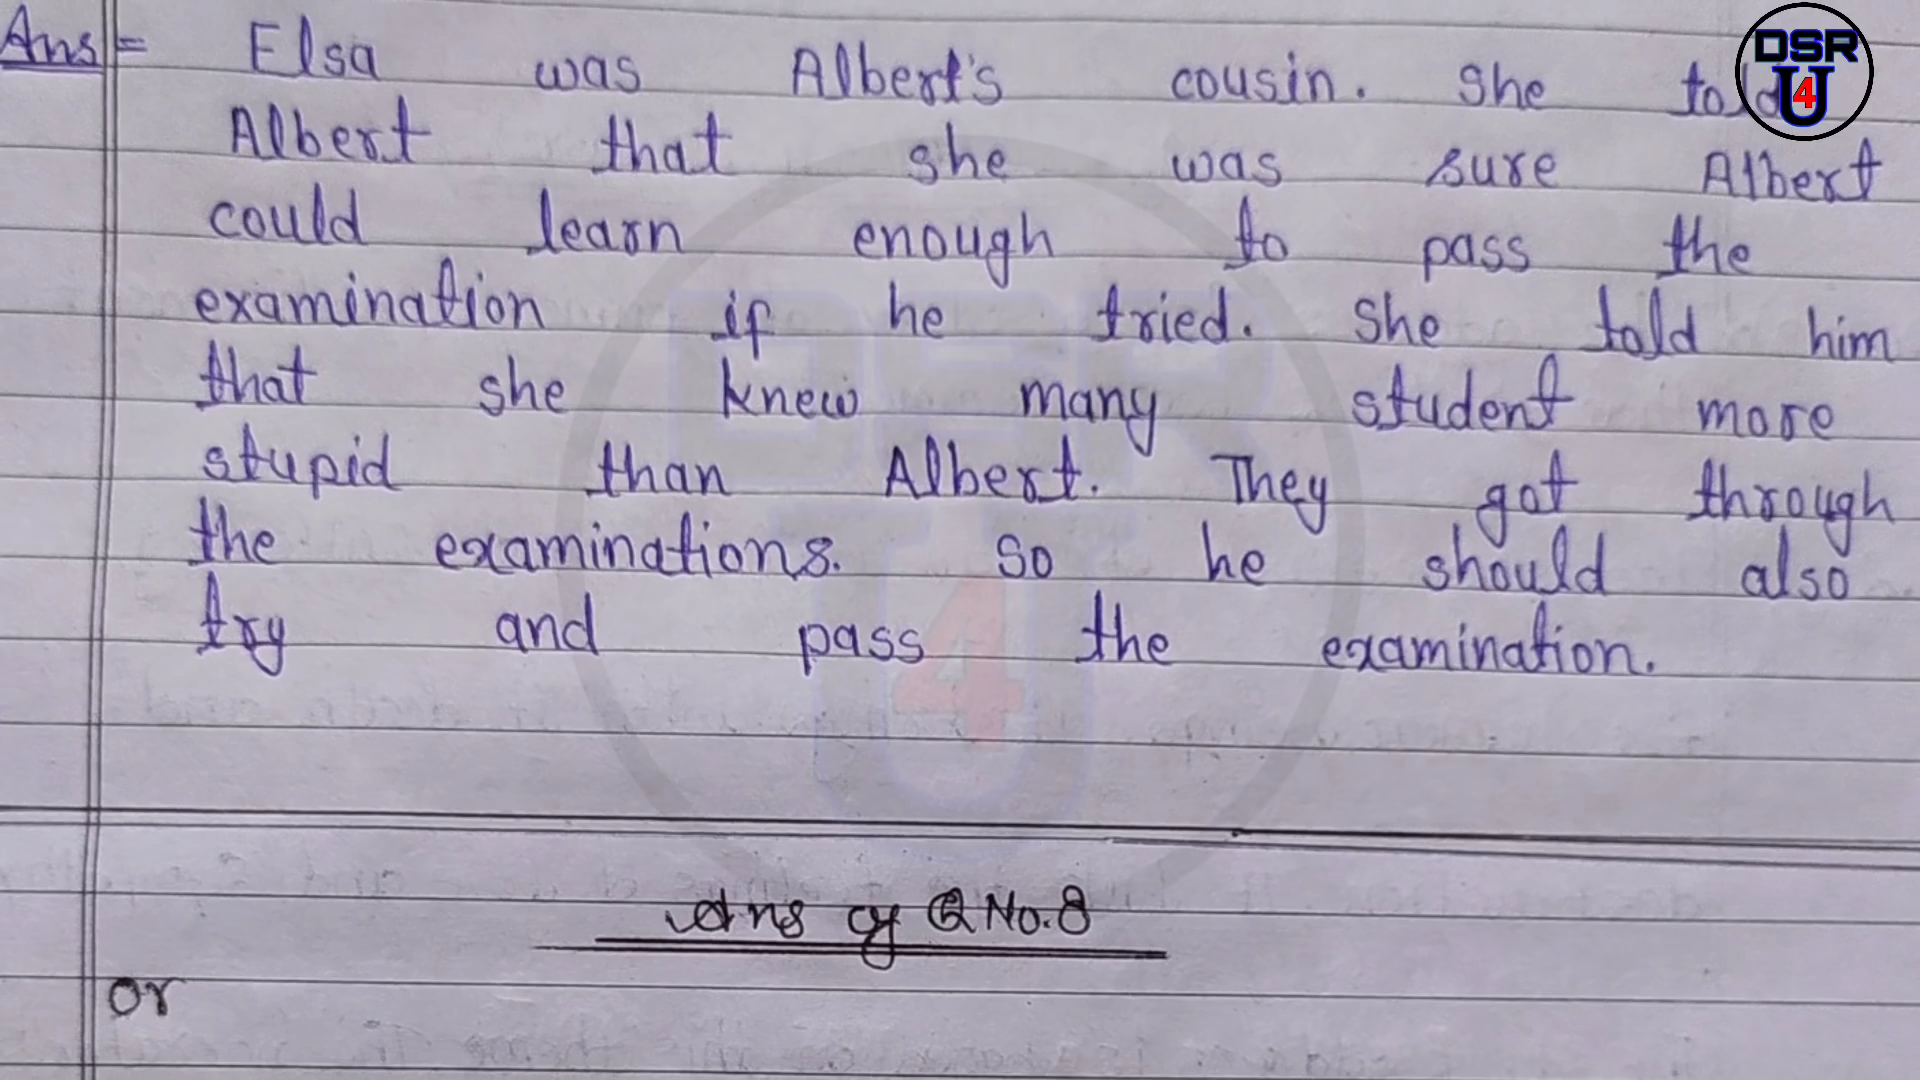 Ans = Elsa was Albert's cousin. She told
Albert that she was sure Albert
could learn enough to pass the
examination if he tried. She told him
that she knew many student more
stupid than Albert. They got through
the examinations. So he should also
try and pass the examination.
Ans of Q No. 8
or
DSR
U
4